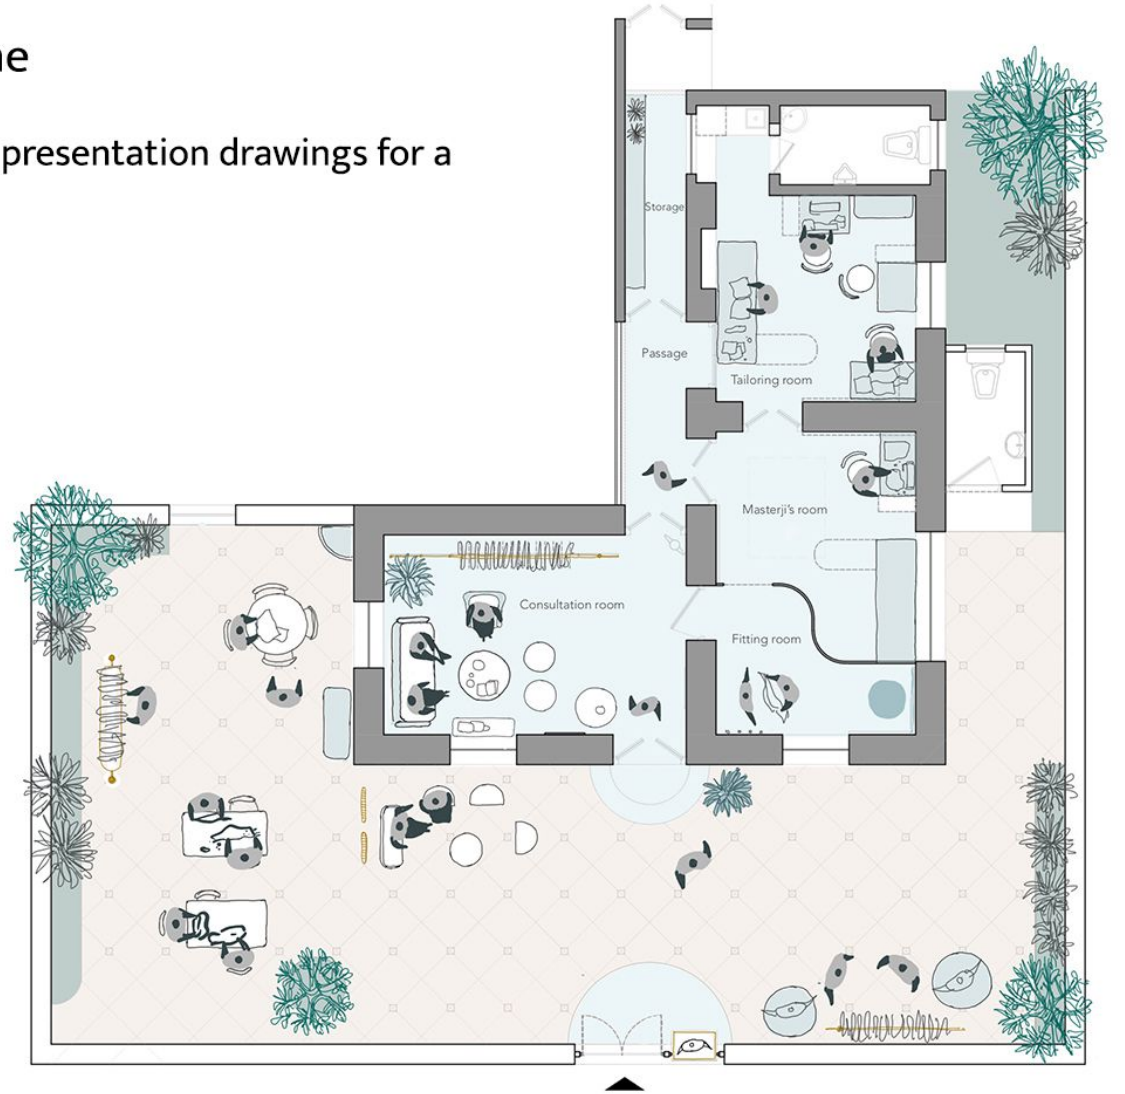 ne
presentation drawings for a
Storage
Passage
Tailoring room
Masterji's room
Consultation room
Fitting room